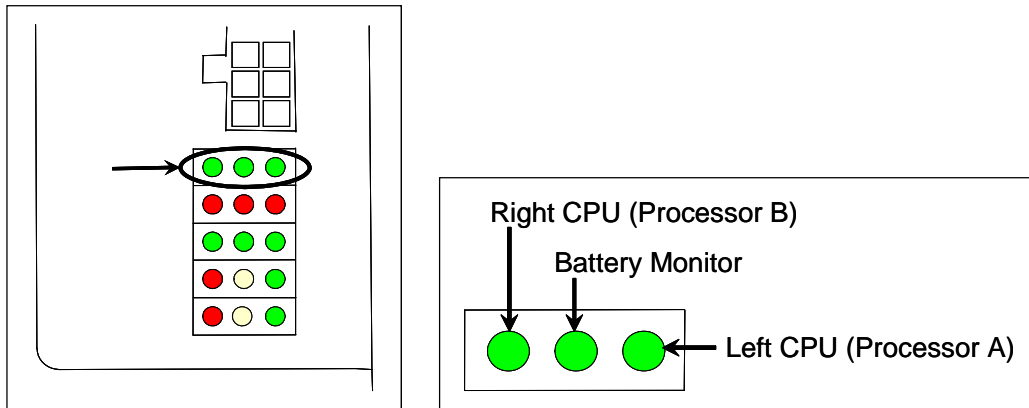 Right CPU (Processor B)
Battery Monitor
Left CPU (Processor A)